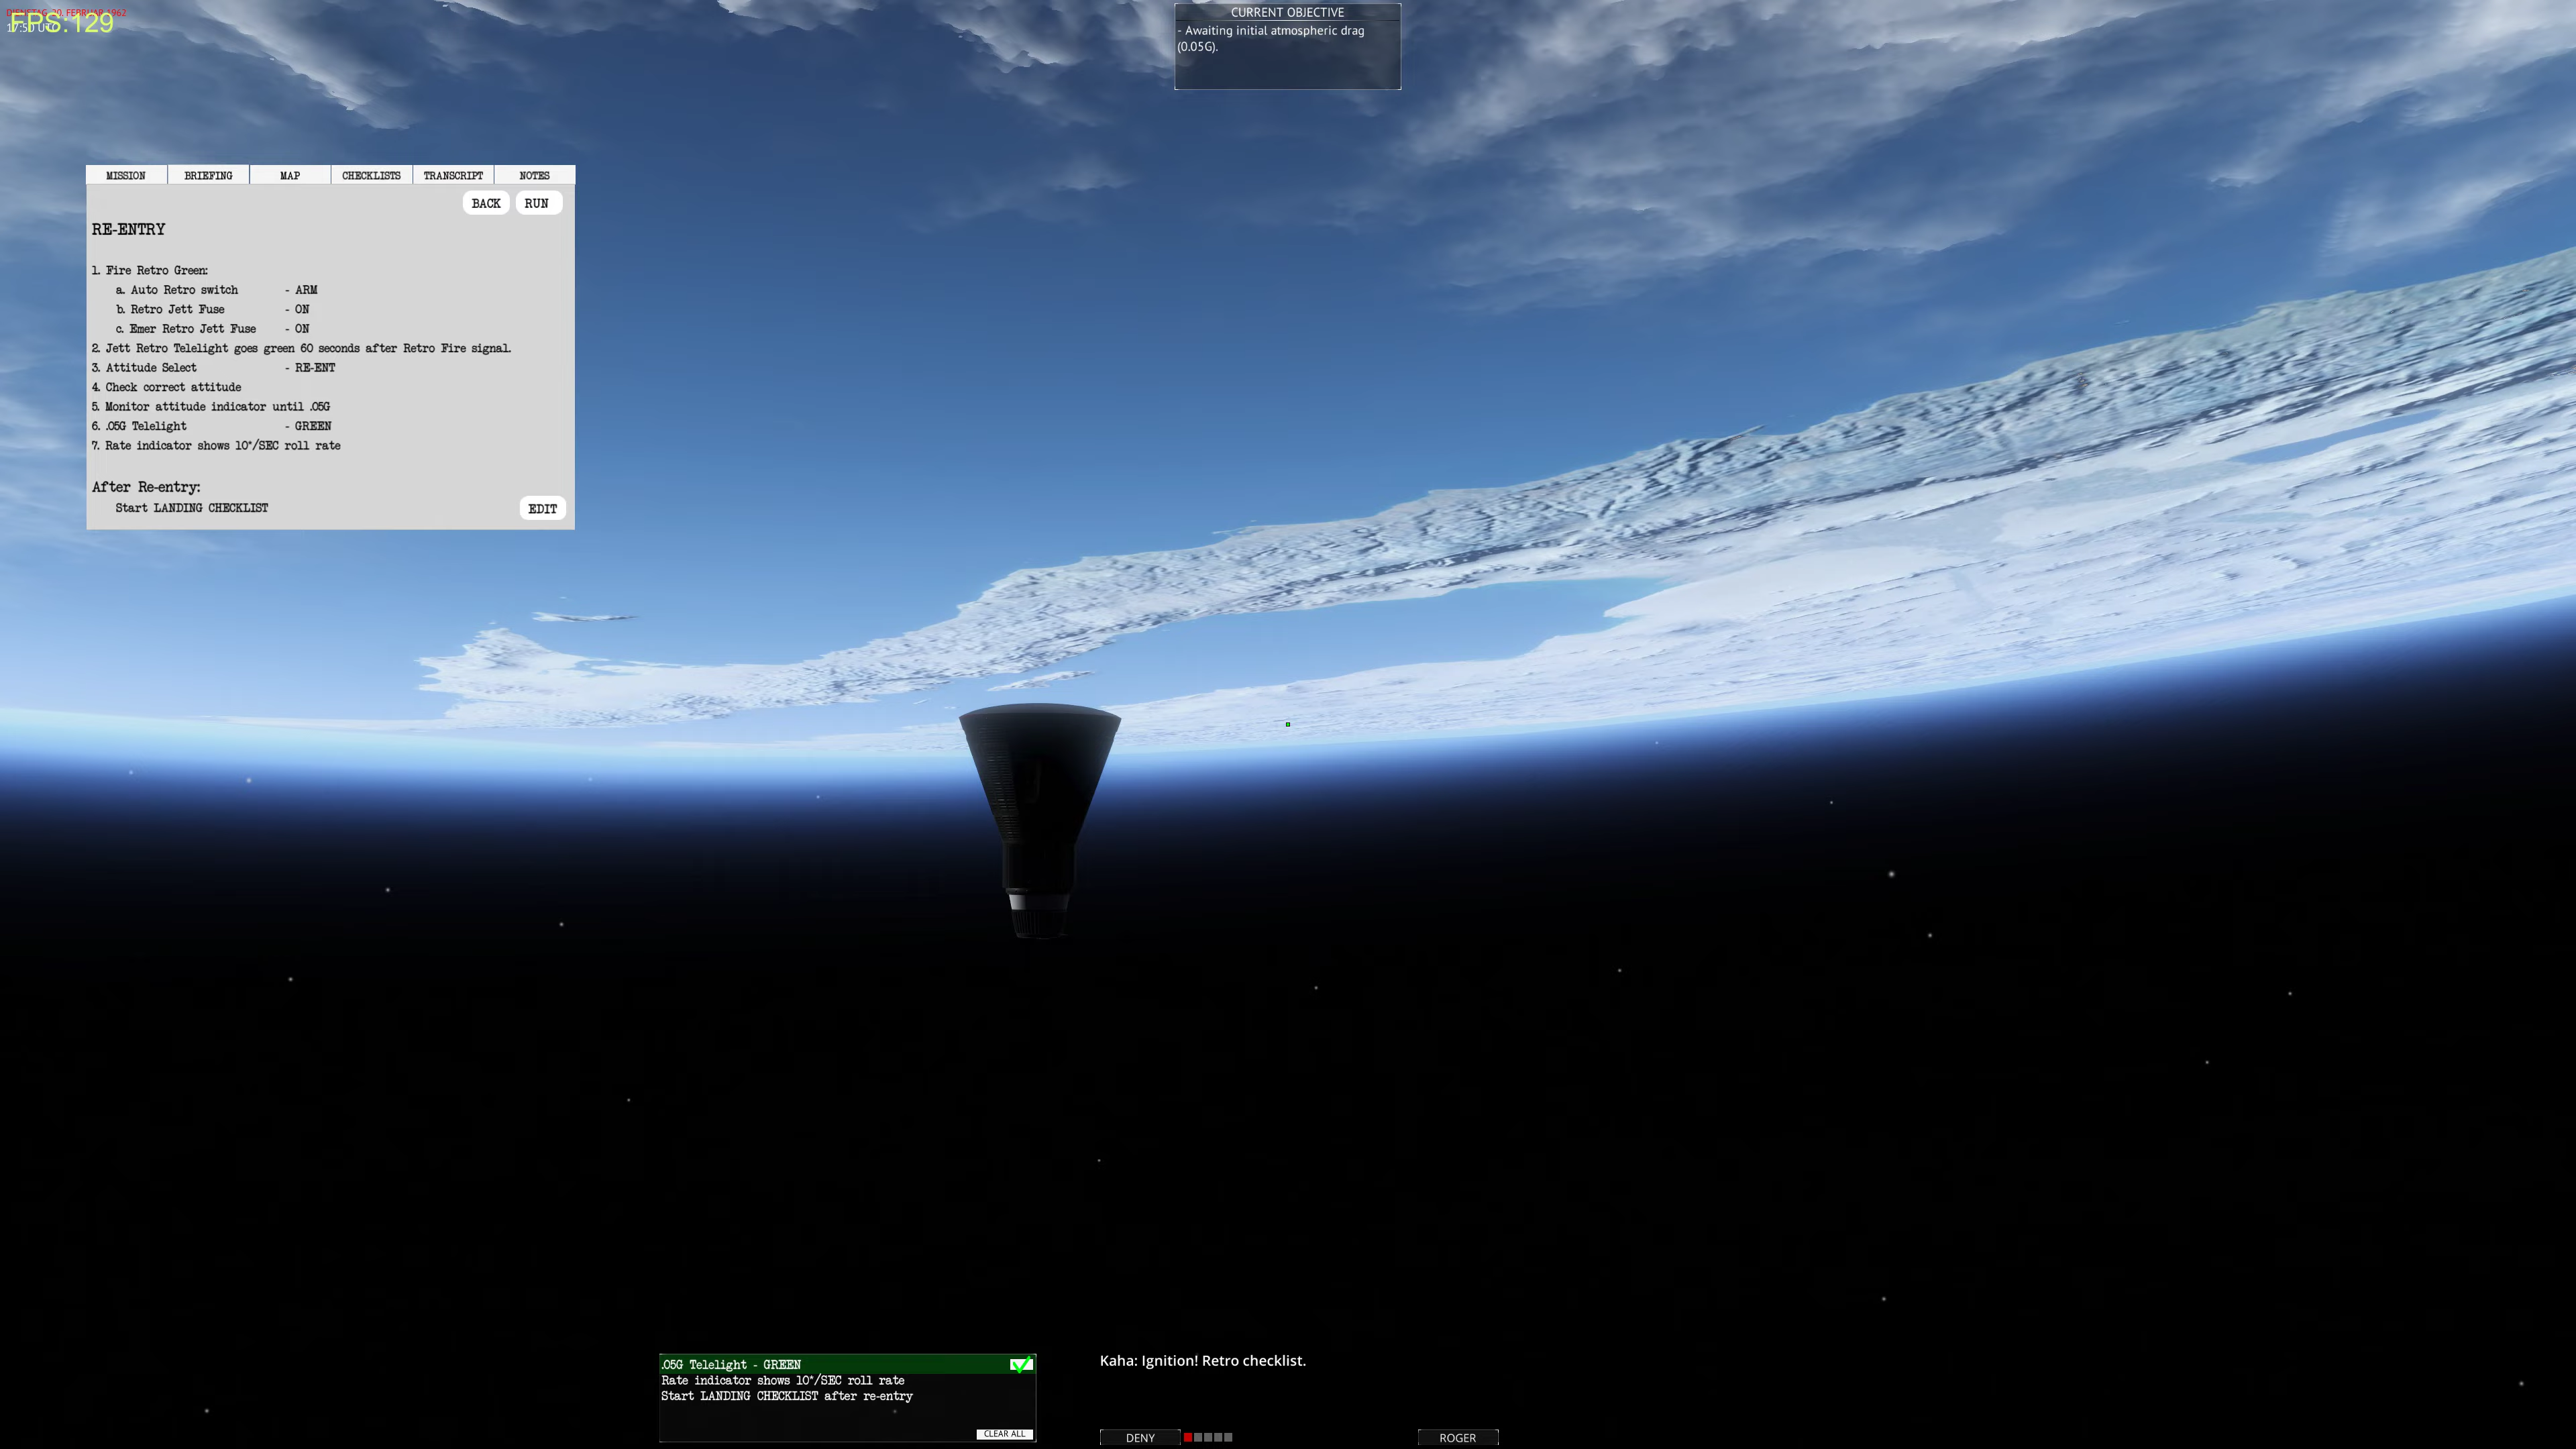 DIENSTAG, 20. FEBRUAR 1962
FPS:129
CURRENT OBJECTIVE
- Awaiting initial atmospheric drag
(0.05G).
MISSION BRIEFING MAP CHECKLISTS TRANSCRIPT NOTES
BACK RUN
RE-ENTRY
1. Fire Retro Green:
a. Auto Retro switch - ARM
b. Retro Jett Fuse - ON
c. Emer Retro Jett Fuse - ON
2. Jett Retro Telelight goes green 60 seconds after Retro Fire signal.
3. Attitude Select - RE-ENT
4. Check correct attitude
5. Monitor attitude indicator until .05G
6. .05G Telelight - GREEN
7. Rate indicator shows 10°/SEC roll rate
After Re-entry:
Start LANDING CHECKLIST
EDIT
.05G Telelight - GREEN
Rate indicator shows 10°/SEC roll rate
Start LANDING CHECKLIST after re-entry
CLEAR ALL
Kaha: Ignition! Retro checklist.
DENY ROGER